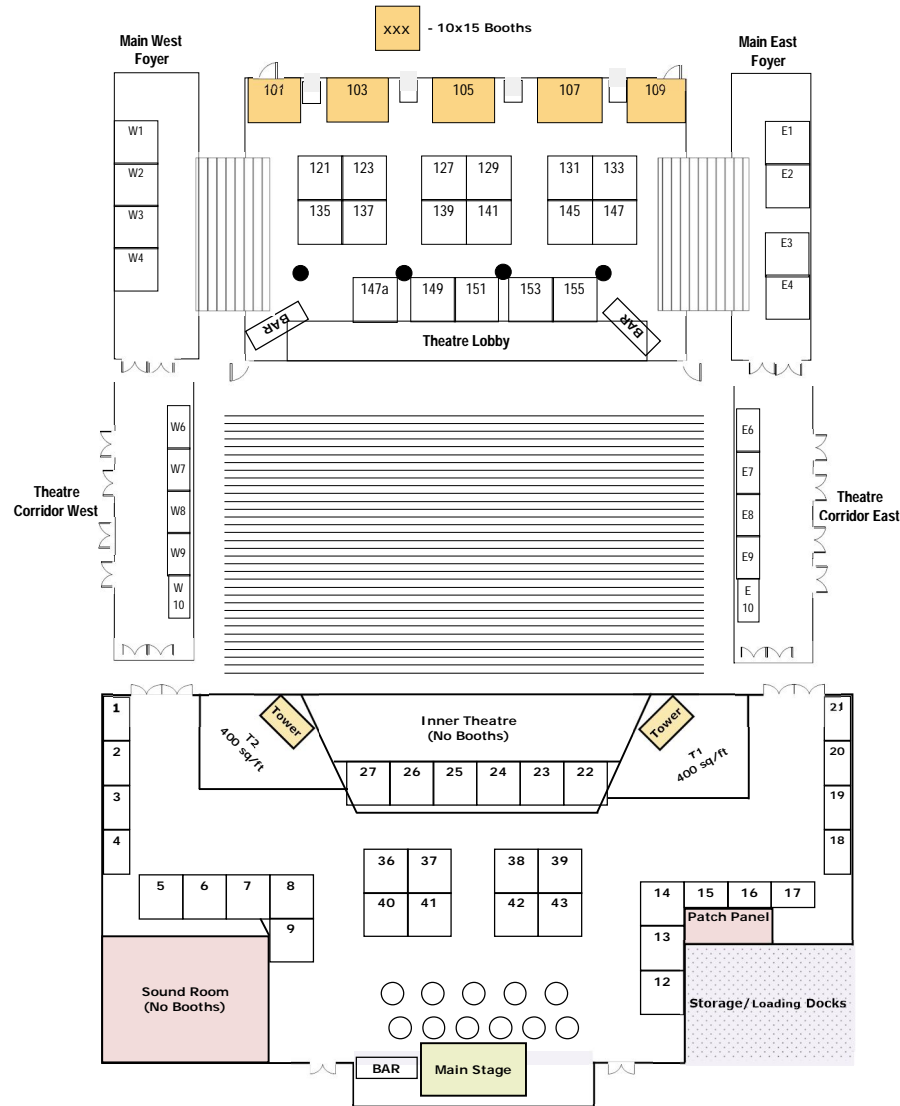 xxx - 10x15 Booths
Main West
Foyer
Main East
Foyer
101 103 105 107 109
W1
W2
W3
W4
121 123 127 129 131 133
135 137 139 141 145 147
E1
E2
E3
E4
147a 149 151 153 155
BAR
BAR
Theatre Lobby
W6
W7
W8
W9
W
10
Theatre
Corridor West
E6
E7
E8
E9
E
10
Theatre
Corridor East
1
2
3
4
T2
400 sq/ft
Tower
Inner Theatre
(No Booths)
Tower
T1
400 sq/ft
21
20
19
18
27 26 25 24 23 22
36 37 38 39
40 41 42 43
5 6 7 8
9
14 15 16 17
Patch Panel
13
12
Sound Room
(No Booths)
Storage/Loading Docks
BAR
Main Stage